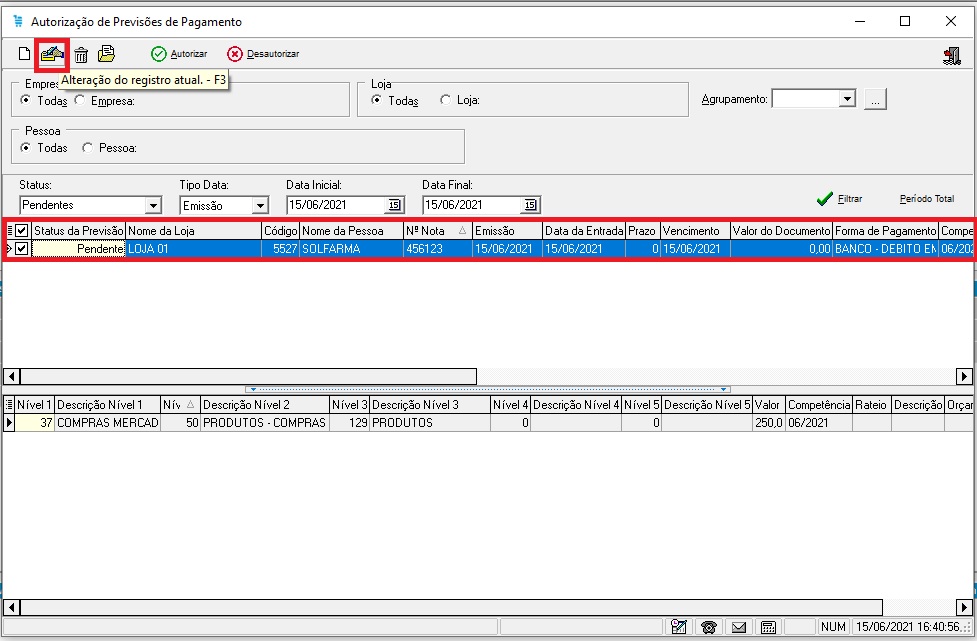 Autorização de Previsões de Pagamento
Autorizar Desautorizar
Alteração do registro atual. - F3
Empres Loja
Todas Empresa: Todas Loja: Agrupamento: ...
Pessoa
Todas Pessoa:
Status: Tipo Data: Data Inicial: Data Final:
Pendentes Emissão 15/06/2021 15 15/06/2021 15 Filtrar Período Total
Status da Previsão Nome da Loja Código Nome da Pessoa Nº Nota Emissão Data da Entrada Prazo Vencimento Valor do Documento Forma de Pagamento Compe
Pendente LOJA 01 5527 SOLFARMA 456123 15/06/2021 15/06/2021 0 15/06/2021 0,00 BANCO - DEBITO EN 06/202
Nível 1 Descrição Nível 1 Nív Descrição Nível 2 Nível 3 Descrição Nível 3 Nível 4 Descrição Nível 4 Nível 5 Descrição Nível 5 Valor Competência Rateio Descrição Orçar
37 COMPRAS MERCAD 50 PRODUTOS - COMPRAS 129 PRODUTOS 0 0 250,0 06/2021
NUM 15/06/2021 16:40:56